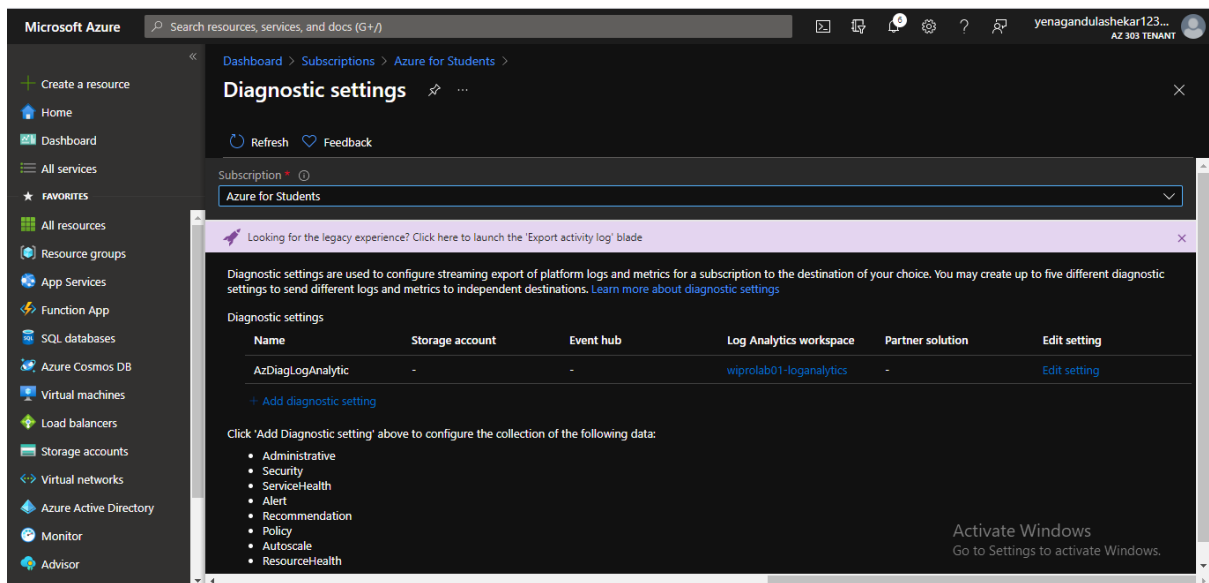 Microsoft Azure
Search resources, services, and docs (G+/)
6
yenagandulashekar123...
AZ 303 TENANT
Create a resource
Home
Dashboard
All services
FAVORITES
All resources
Resource groups
App Services
Function App
SQL databases
Azure Cosmos DB
Virtual machines
Load balancers
Storage accounts
Virtual networks
Azure Active Directory
Monitor
Advisor
Dashboard > Subscriptions > Azure for Students >
Diagnostic settings
Refresh Feedback
Subscription *
Azure for Students
Looking for the legacy experience? Click here to launch the 'Export activity log' blade
Diagnostic settings are used to configure streaming export of platform logs and metrics for a subscription to the destination of your choice. You may create up to five different diagnostic
settings to send different logs and metrics to independent destinations. Learn more about diagnostic settings
Diagnostic settings
Name Storage account Event hub Log Analytics workspace Partner solution Edit setting
AzDiagLogAnalytic - - wiprolab01-loganalytics - Edit setting
+ Add diagnostic setting
Click 'Add Diagnostic setting' above to configure the collection of the following data:
• Administrative
• Security
• ServiceHealth
• Alert
• Recommendation
• Policy
• Autoscale
• ResourceHealth
Activate Windows
Go to Settings to activate Windows.